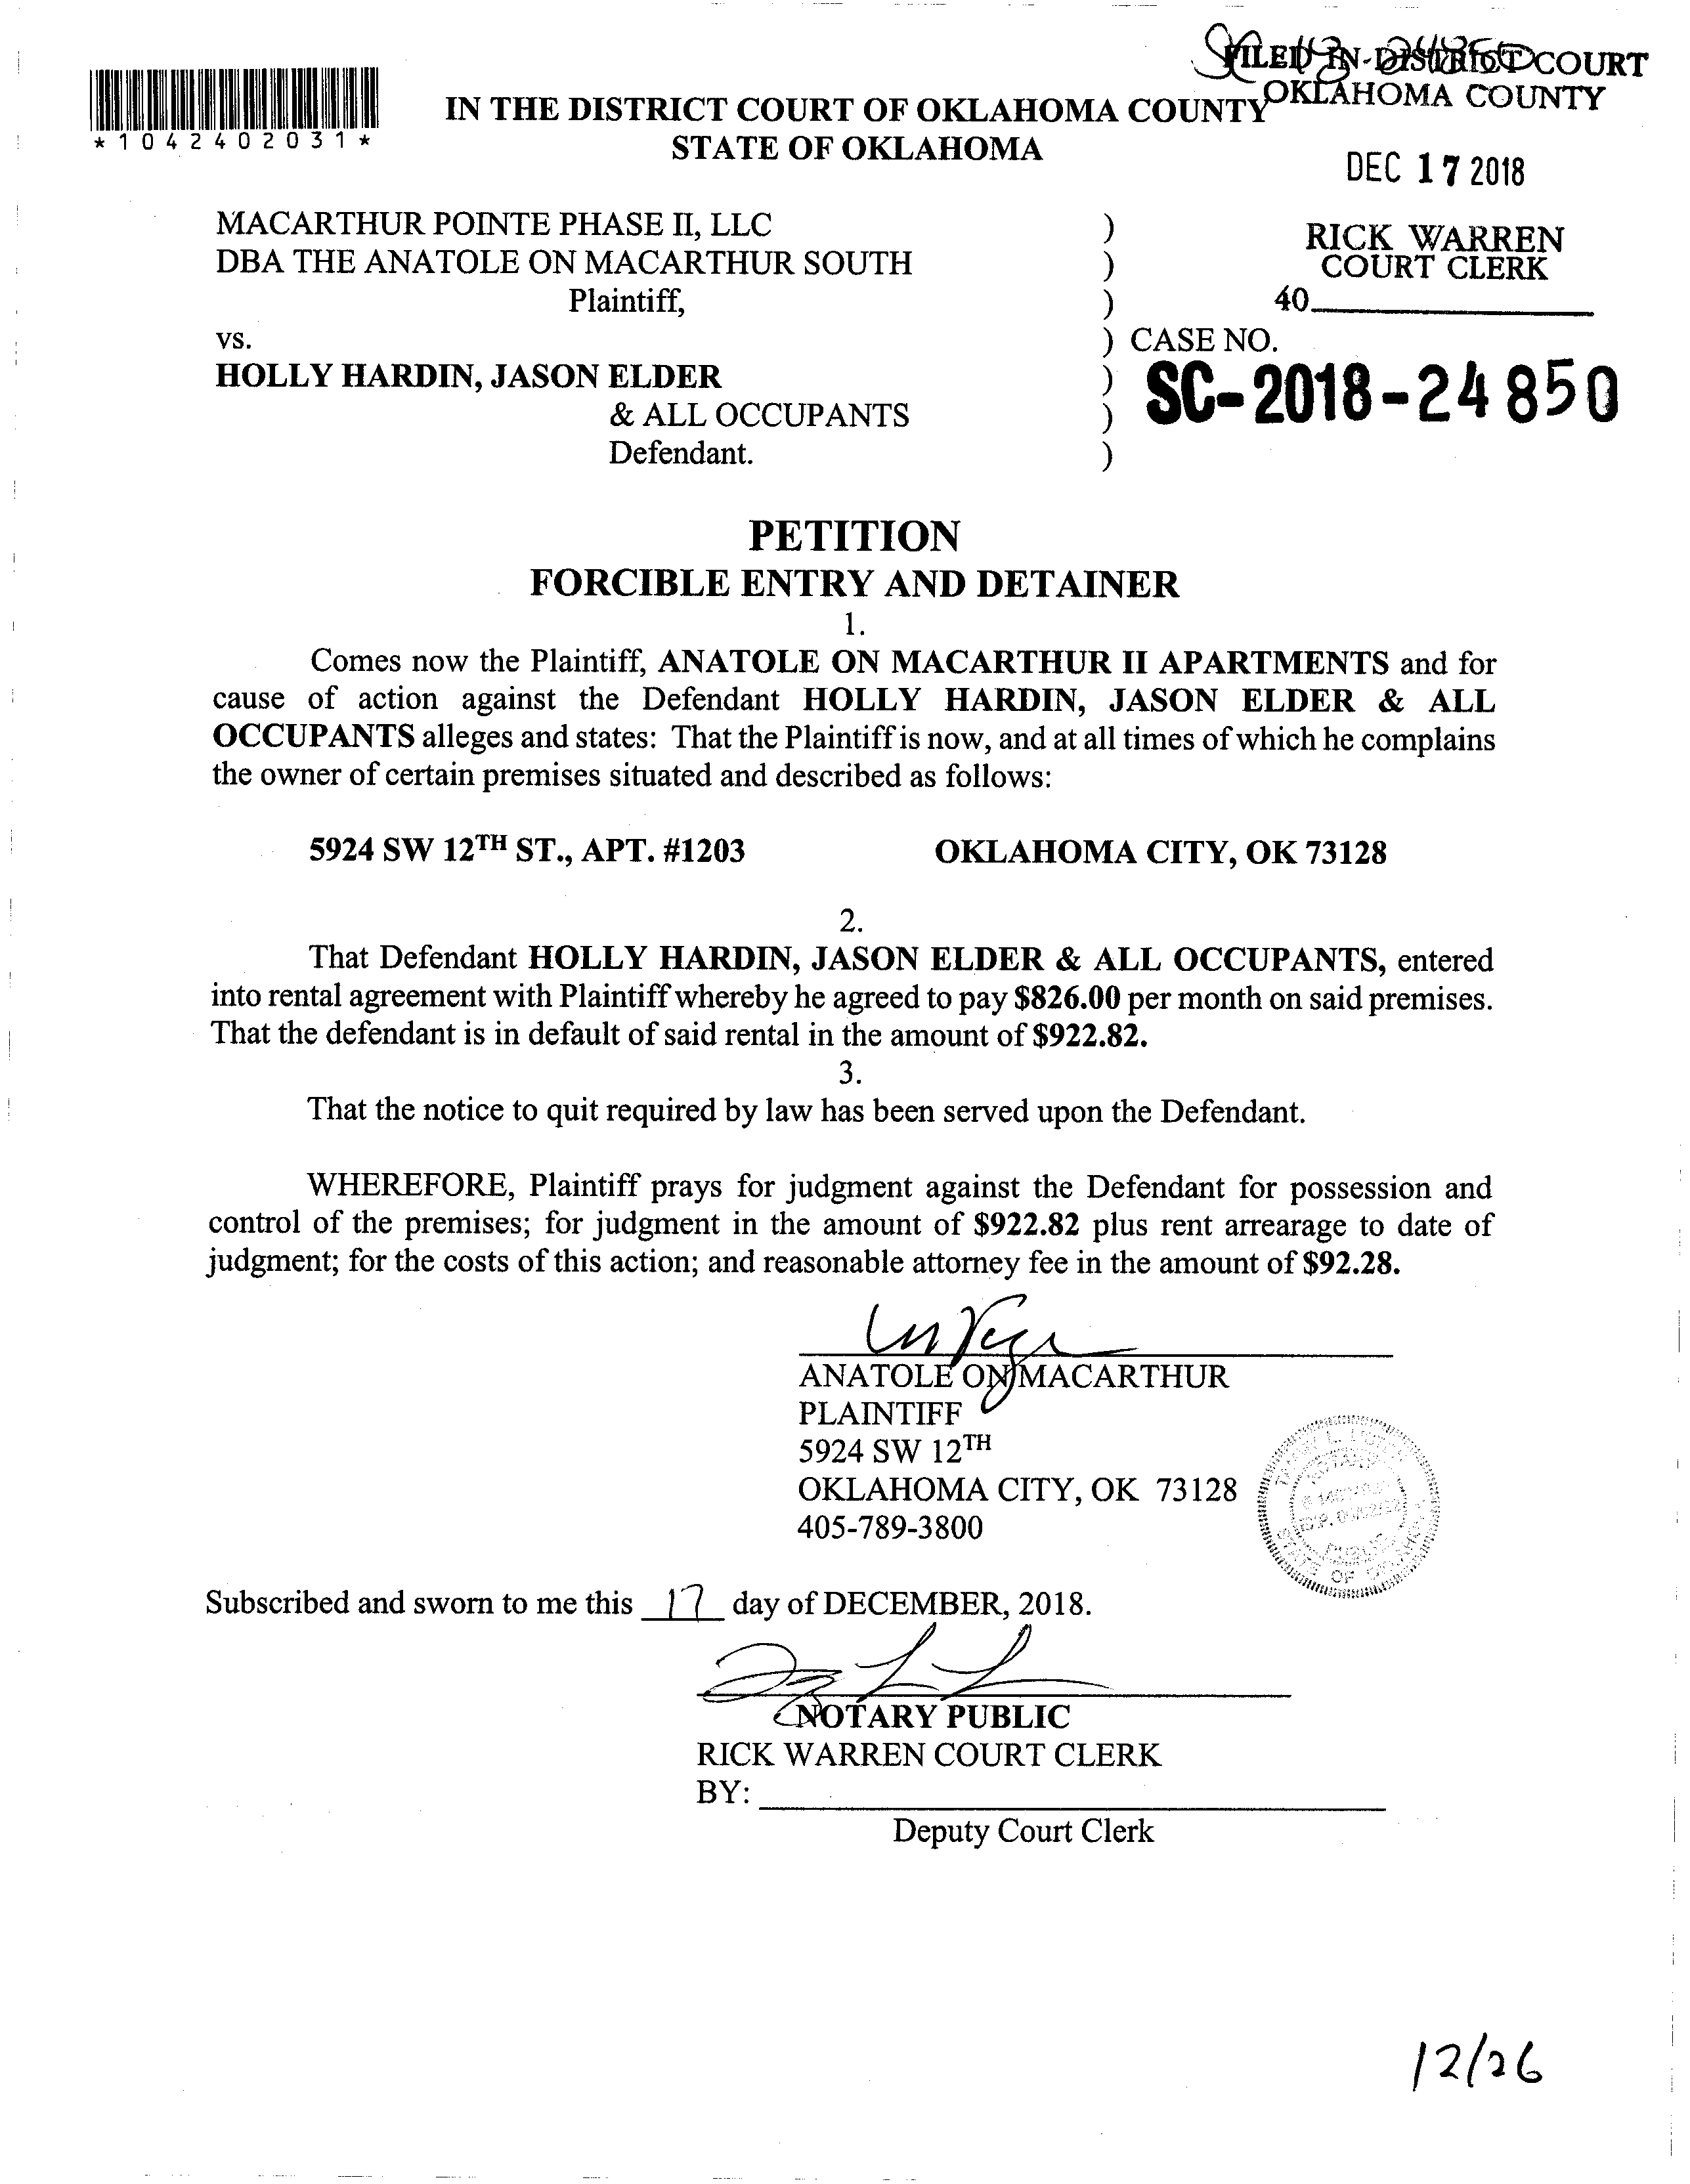 FILED IN DISTRICT COURT
OKLAHOMA COUNTY
*1042402031*
IN THE DISTRICT COURT OF OKLAHOMA COUNTY
STATE OF OKLAHOMA
DEC 17 2018
MACARTHUR POINTE PHASE II, LLC )
DBA THE ANATOLE ON MACARTHUR SOUTH )
Plaintiff, )
RICK WARREN
COURT CLERK
40
vs. ) CASE NO.
HOLLY HARDIN, JASON ELDER ) SC-2018-24850
& ALL OCCUPANTS )
Defendant. )
PETITION
FORCIBLE ENTRY AND DETAINER
1.
Comes now the Plaintiff, ANATOLE ON MACARTHUR II APARTMENTS and for
cause of action against the Defendant HOLLY HARDIN, JASON ELDER & ALL
OCCUPANTS alleges and states: That the Plaintiff is now, and at all times of which he complains
the owner of certain premises situated and described as follows:
5924 SW 12TH ST., APT. #1203 OKLAHOMA CITY, OK 73128
2.
That Defendant HOLLY HARDIN, JASON ELDER & ALL OCCUPANTS, entered
into rental agreement with Plaintiff whereby he agreed to pay $826.00 per month on said premises.
That the defendant is in default of said rental in the amount of $922.82.
3.
That the notice to quit required by law has been served upon the Defendant.
WHEREFORE, Plaintiff prays for judgment against the Defendant for possession and
control of the premises; for judgment in the amount of $922.82 plus rent arrearage to date of
judgment; for the costs of this action; and reasonable attorney fee in the amount of $92.28.
ANATOLE ON MACARTHUR
PLAINTIFF
5924 SW 12TH
OKLAHOMA CITY, OK 73128
405-789-3800
STATE OF OKLAHOMA
Subscribed and sworn to me this 17 day of DECEMBER, 2018.
NOTARY PUBLIC
RICK WARREN COURT CLERK
BY:
Deputy Court Clerk
12/26